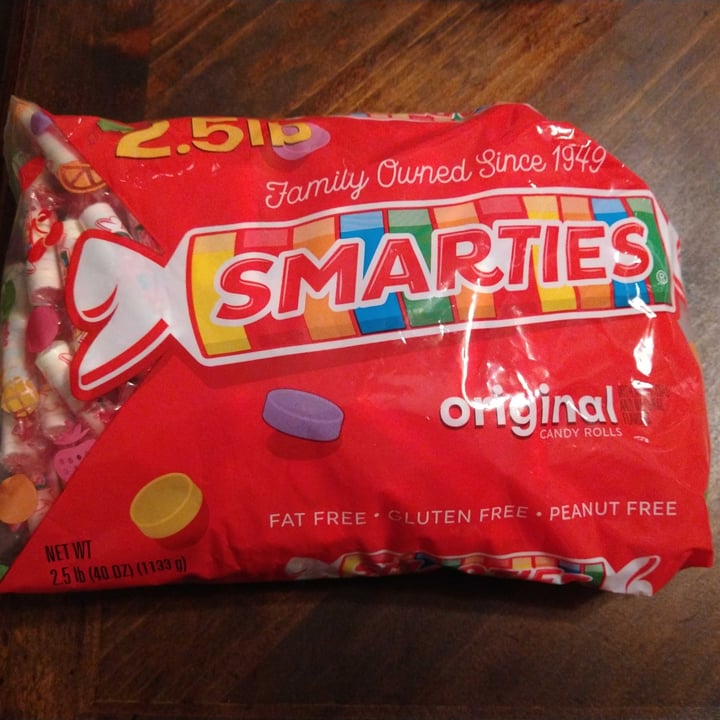 2.5lb
Family Owned Since 1949
SMARTIES®
original
CANDY ROLLS
FAT FREE • GLUTEN FREE • PEANUT FREE
NET WT
2.5 lb (40 OZ) (1133 g)